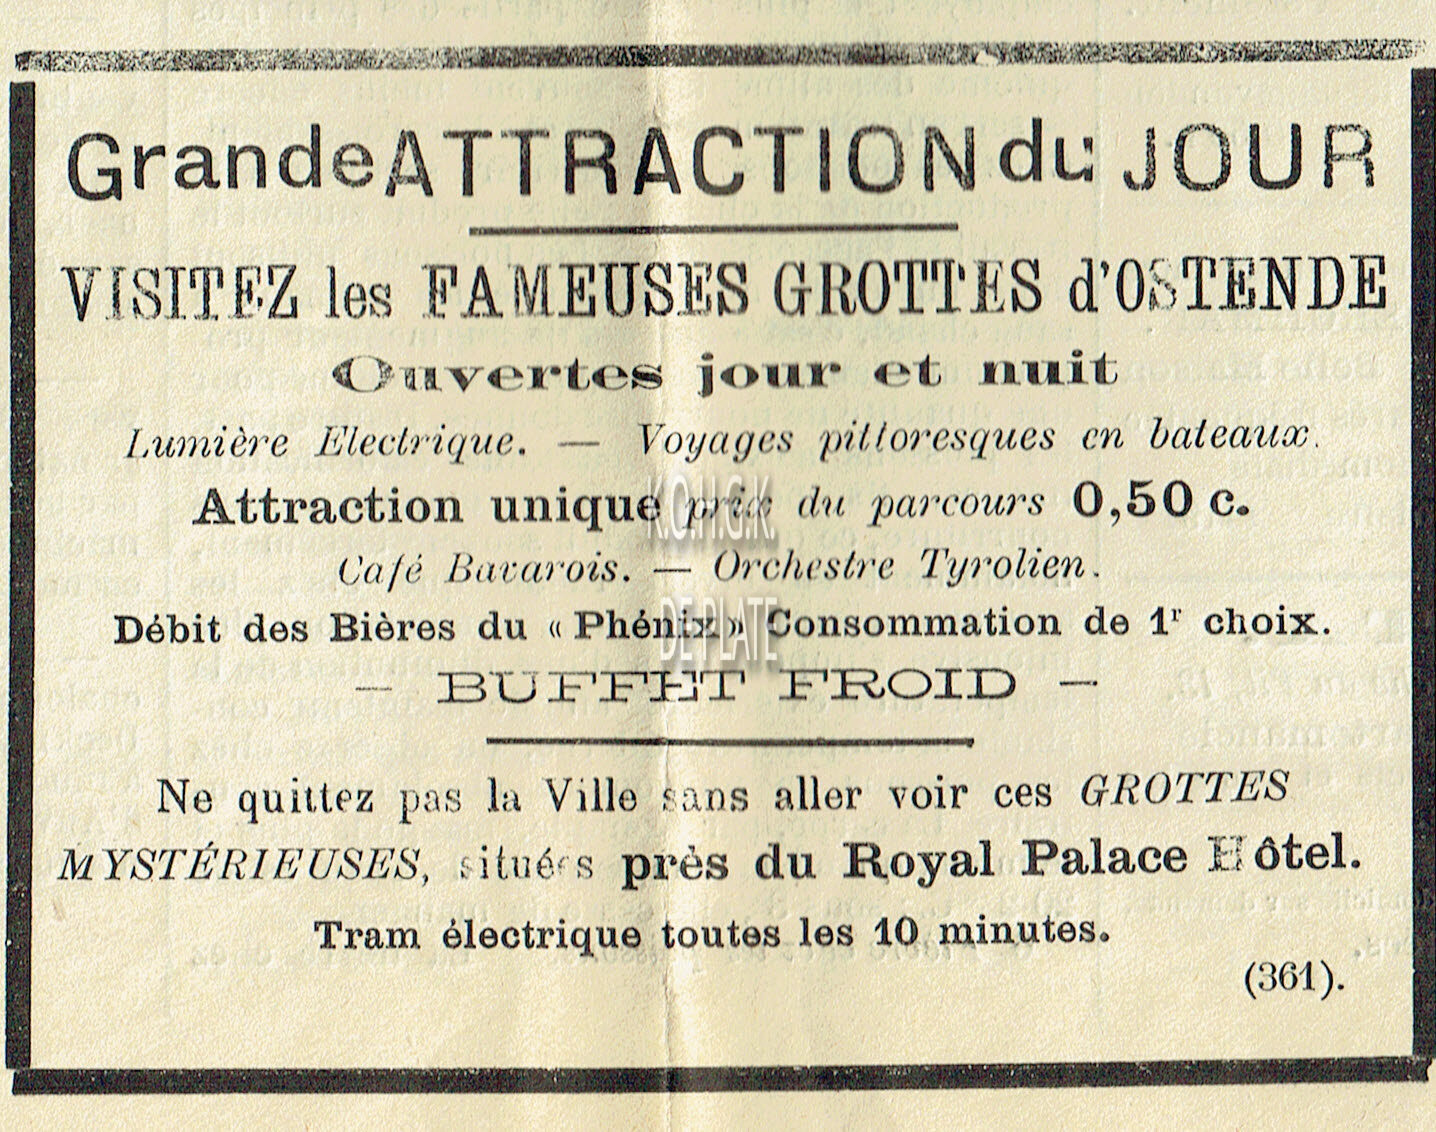 Grande ATTRACTION du JOUR
VISITEZ les FAMEUSES GROTTES d'OSTENDE
Ouvertes jour et nuit
Lumière Electrique. — Voyages pittoresques en bateaux.
Attraction unique prix du parcours 0,50 c.
K.O.H.G.K.
Café Bavarois. — Orchestre Tyrolien.
Débit des Bières du « Phénix » Consommation de 1r choix.
DE PLATE
— BUFFET FROID —
Ne quittez pas la Ville sans aller voir ces GROTTES
MYSTÉRIEUSES, situés près du Royal Palace Hôtel.
Tram électrique toutes les 10 minutes.
(361).